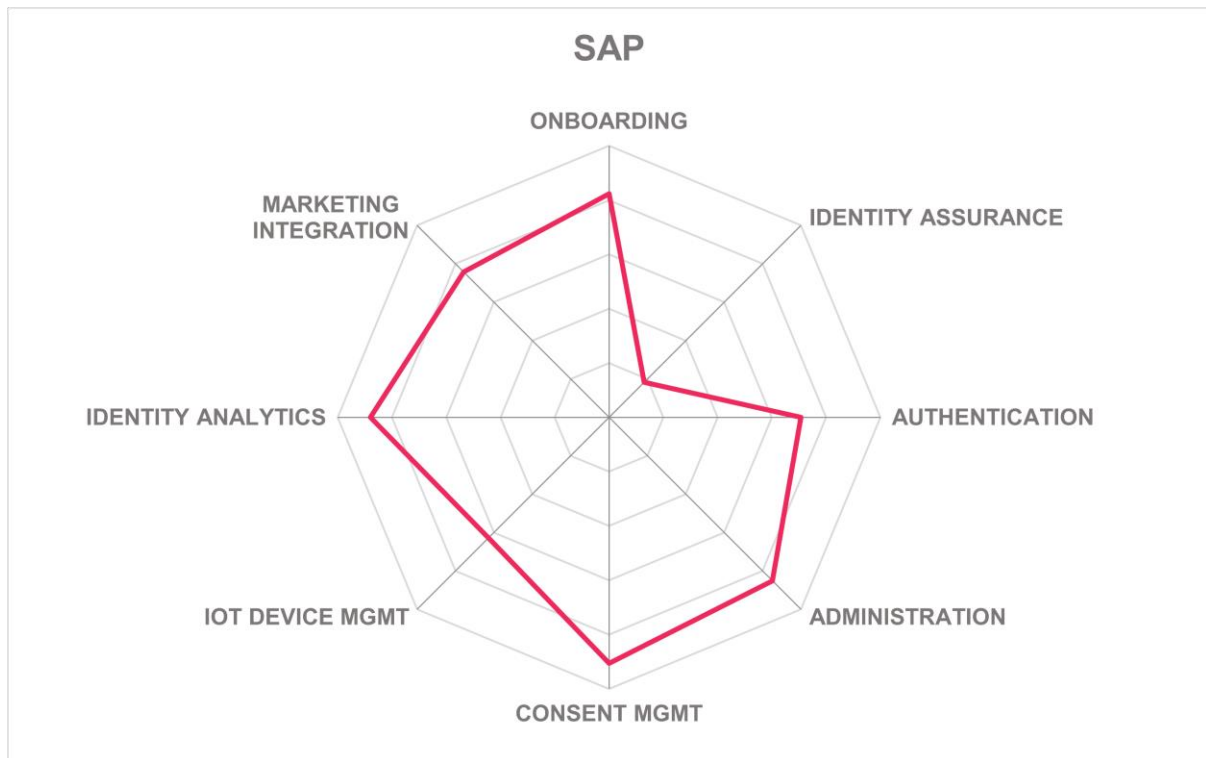 SAP
ONBOARDING
MARKETING
INTEGRATION
IDENTITY ASSURANCE
IDENTITY ANALYTICS
AUTHENTICATION
IOT DEVICE MGMT
ADMINISTRATION
CONSENT MGMT